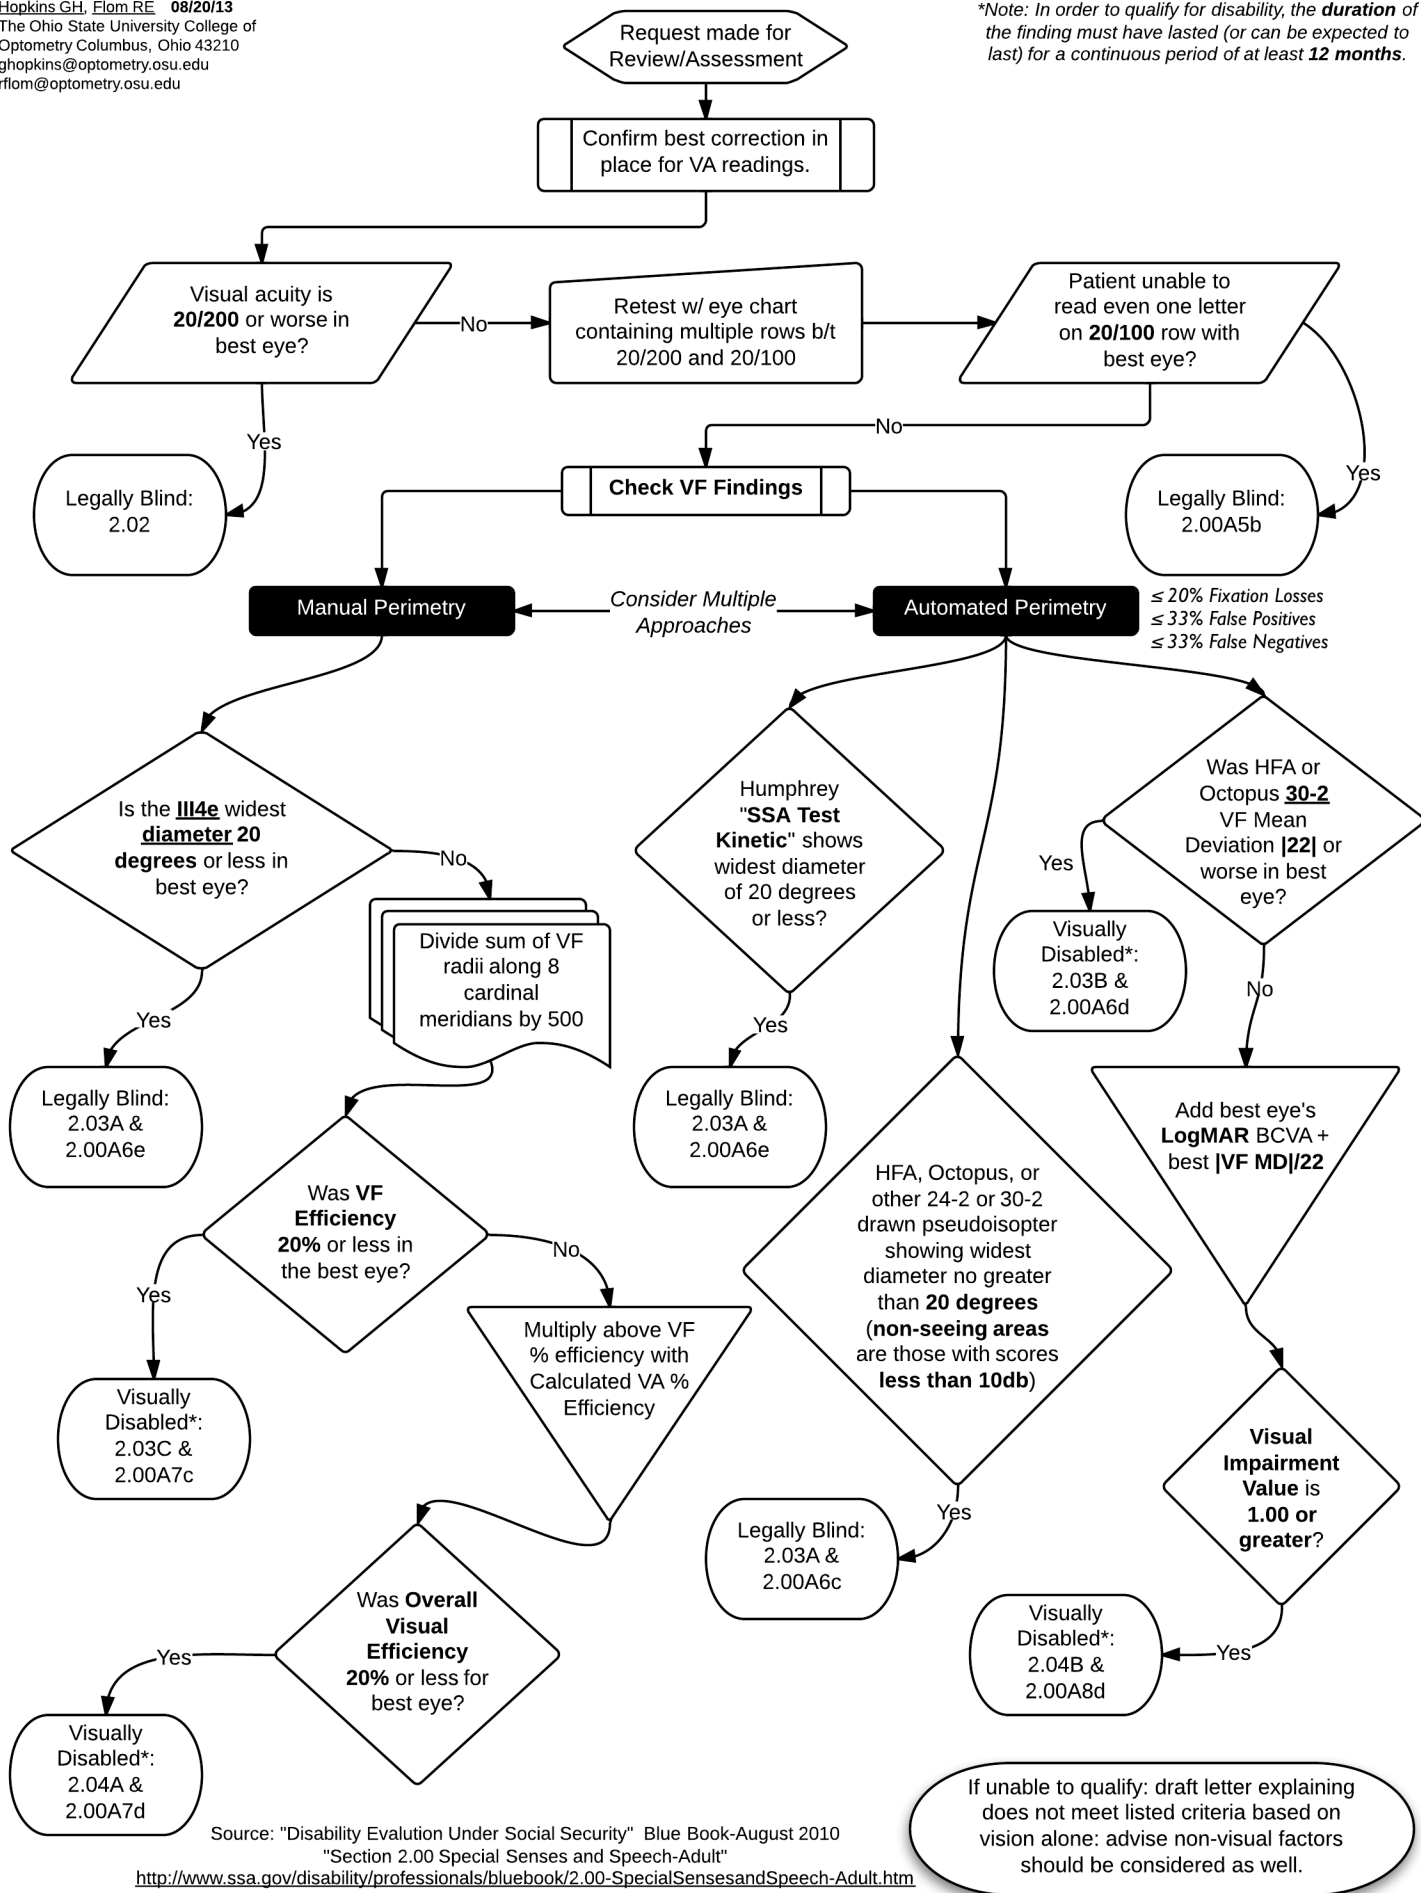 Hopkins GH, Flom RE 08/20/13
The Ohio State University College of
Optometry Columbus, Ohio 43210
ghopkins@optometry.osu.edu
rflom@optometry.osu.edu
*Note: In order to qualify for disability, the duration of
the finding must have lasted (or can be expected to
last) for a continuous period of at least 12 months.
Request made for
Review/Assessment
Confirm best correction in
place for VA readings.
Visual acuity is
20/200 or worse in
best eye?
No
Retest w/ eye chart
containing multiple rows b/t
20/200 and 20/100
Patient unable to
read even one letter
on 20/100 row with
best eye?
Yes
Legally Blind:
2.02
No
Yes
Legally Blind:
2.00A5b
Check VF Findings
Manual Perimetry
Consider Multiple
Approaches
Automated Perimetry
≤ 20% Fixation Losses
≤ 33% False Positives
≤ 33% False Negatives
Is the III4e widest
diameter 20
degrees or less in
best eye?
No
Yes
Legally Blind:
2.03A &
2.00A6e
Divide sum of VF
radii along 8
cardinal
meridians by 500
Was VF
Efficiency
20% or less in
the best eye?
Yes
Visually
Disabled*:
2.03C &
2.00A7c
No
Multiply above VF
% efficiency with
Calculated VA %
Efficiency
Was Overall
Visual
Efficiency
20% or less for
best eye?
Yes
Visually
Disabled*:
2.04A &
2.00A7d
Humphrey
"SSA Test
Kinetic" shows
widest diameter
of 20 degrees
or less?
Yes
Legally Blind:
2.03A &
2.00A6e
HFA, Octopus, or
other 24-2 or 30-2
drawn pseudoisopter
showing widest
diameter no greater
than 20 degrees
(non-seeing areas
are those with scores
less than 10db)
Yes
Legally Blind:
2.03A &
2.00A6c
Was HFA or
Octopus 30-2
VF Mean
Deviation |22| or
worse in best
eye?
Yes
Visually
Disabled*:
2.03B &
2.00A6d
No
Add best eye's
LogMAR BCVA +
best |VF MD|/22
Visual
Impairment
Value is
1.00 or
greater?
Yes
Visually
Disabled*:
2.04B &
2.00A8d
If unable to qualify: draft letter explaining
does not meet listed criteria based on
vision alone: advise non-visual factors
should be considered as well.
Source: "Disability Evalution Under Social Security" Blue Book-August 2010
"Section 2.00 Special Senses and Speech-Adult"
http://www.ssa.gov/disability/professionals/bluebook/2.00-SpecialSensesandSpeech-Adult.htm